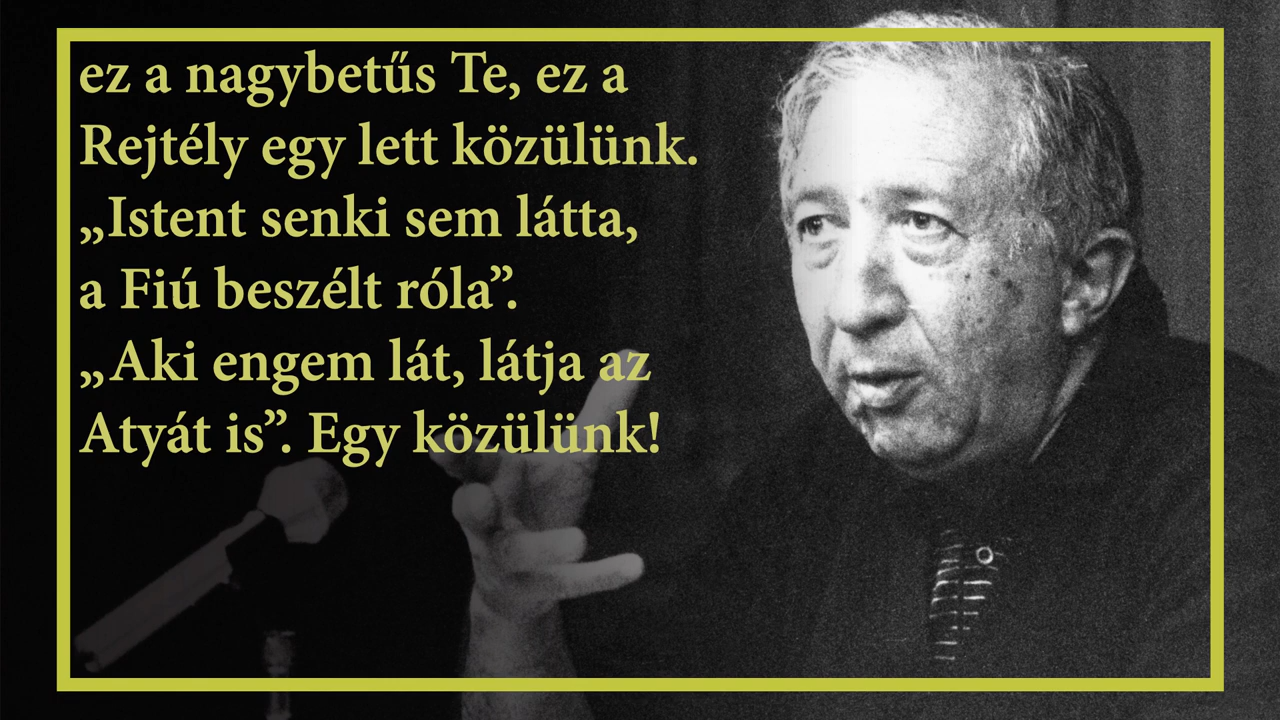 ez a nagybetűs Te, ez a
Rejtély egy lett közülünk.
„Istent senki sem látta,
a Fiú beszélt róla”.
„Aki engem lát, látja az
Atyát is”. Egy közülünk!